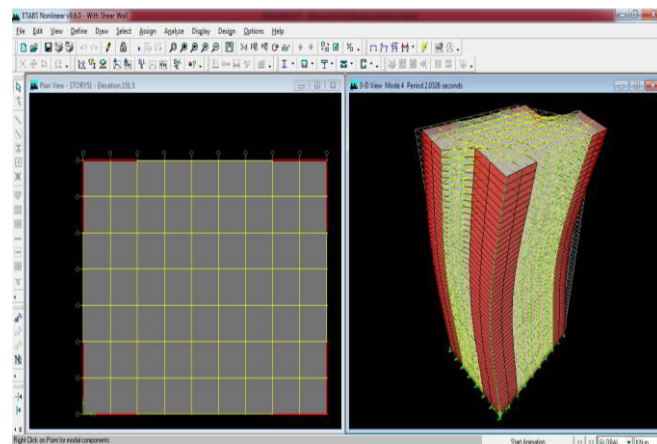 ETABS Nonlinear v9.6.0 - With Shear Wall
File Edit View Define Draw Select Assign Analyze Display Design Options Help
Plan View - STORY51 - Elevation 151.5
3-D View Mode 4 Period 2.0326 seconds
Right Click on Point for modal components
Start Animation << >> GLOBAL KN-m